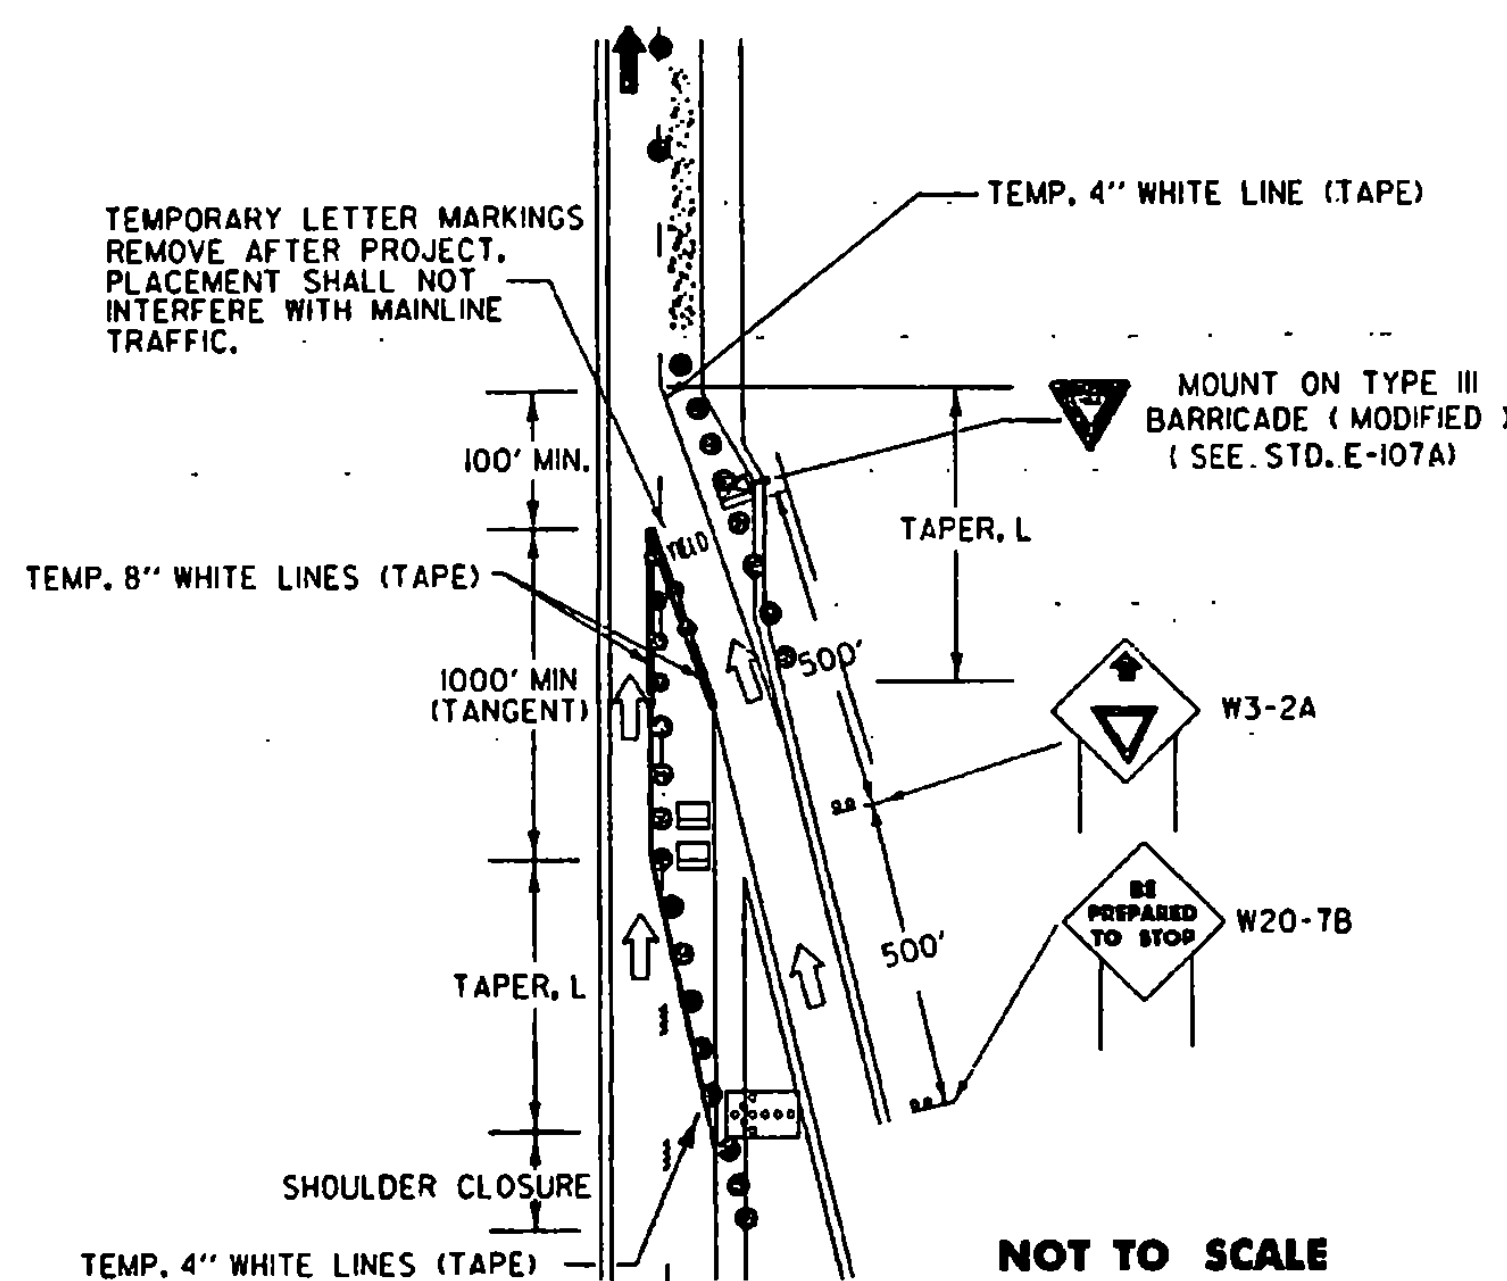 TEMP. 4" WHITE LINE (TAPE)
TEMPORARY LETTER MARKINGS
REMOVE AFTER PROJECT.
PLACEMENT SHALL NOT
INTERFERE WITH MAINLINE
TRAFFIC.
MOUNT ON TYPE III
BARRICADE ( MODIFIED )
( SEE STD. E-107A)
100' MIN.
TAPER, L
YIELD
TEMP. 8" WHITE LINES (TAPE)
500'
1000' MIN
(TANGENT)
W3-2A
BE
PREPARED
TO STOP
W20-7B
500'
TAPER, L
SHOULDER CLOSURE
TEMP. 4" WHITE LINES (TAPE)
NOT TO SCALE